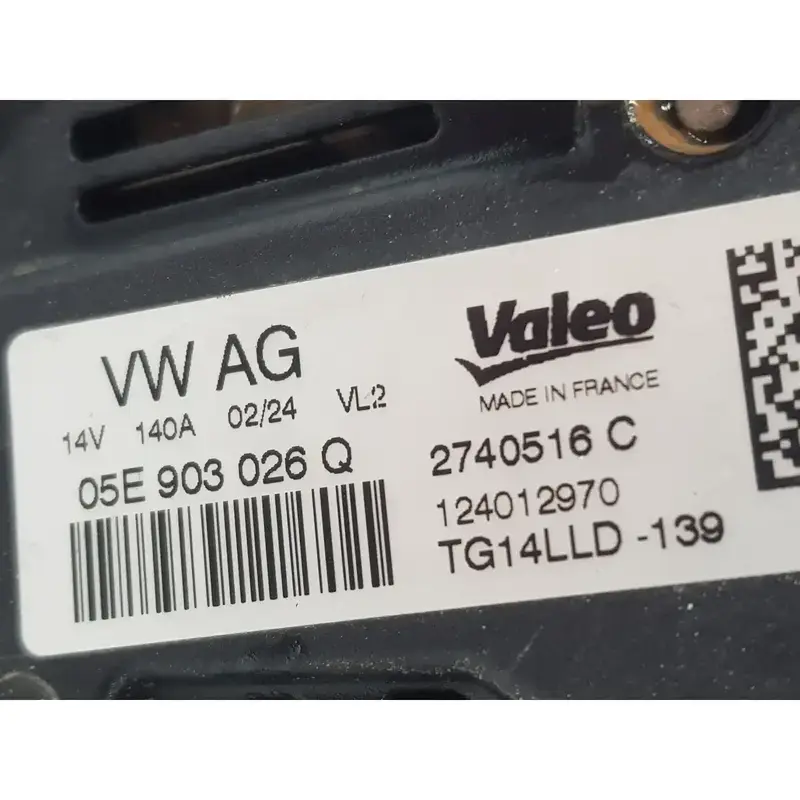 VW AG
14V 140A 02/24 VL2
05E 903 026 Q
Valeo
MADE IN FRANCE
2740516 C
124012970
TG14LLD -139